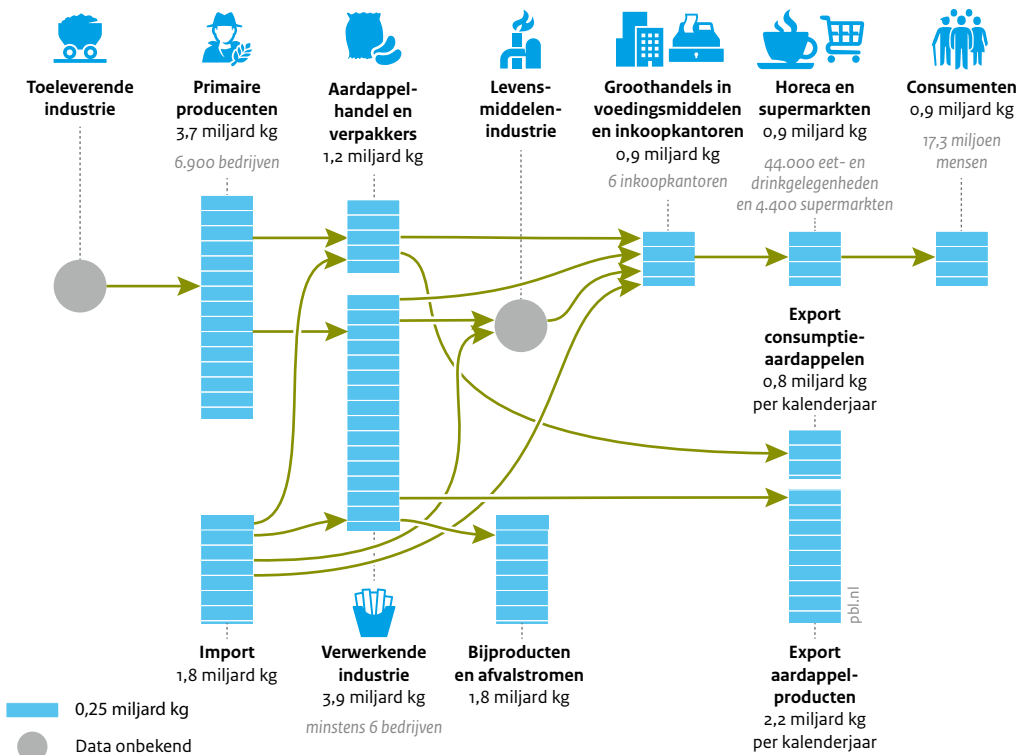 Toeleverende
industrie
Primaire
producenten
3,7 miljard kg
6.900 bedrijven
Aardappel-
handel en
verpakkers
1,2 miljard kg
Levens-
middelen-
industrie
Groothandels in
voedingsmiddelen
en inkoopkantoren
0,9 miljard kg
6 inkoopkantoren
Horeca en
supermarkten
0,9 miljard kg
44.000 eet- en
drinkgelegenheden
en 4.400 supermarkten
Consumenten
0,9 miljard kg
17,3 miljoen
mensen
Export
consumptie-
aardappelen
0,8 miljard kg
per kalenderjaar
Import
1,8 miljard kg
Verwerkende
industrie
3,9 miljard kg
minstens 6 bedrijven
Bijproducten
en afvalstromen
1,8 miljard kg
Export
aardappel-
producten
2,2 miljard kg
per kalenderjaar
pbl.nl
0,25 miljard kg
Data onbekend